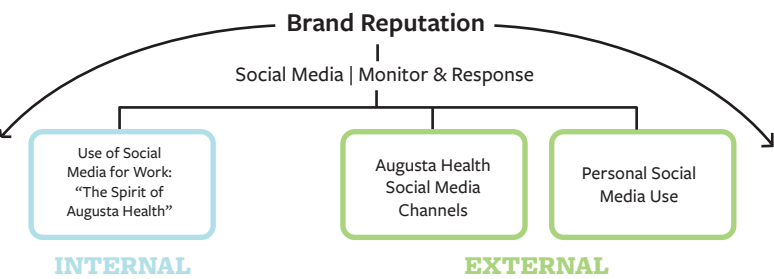 Brand Reputation
Social Media | Monitor & Response
Use of Social
Media for Work:
“The Spirit of
Augusta Health”
Augusta Health
Social Media
Channels
Personal Social
Media Use
INTERNAL
EXTERNAL